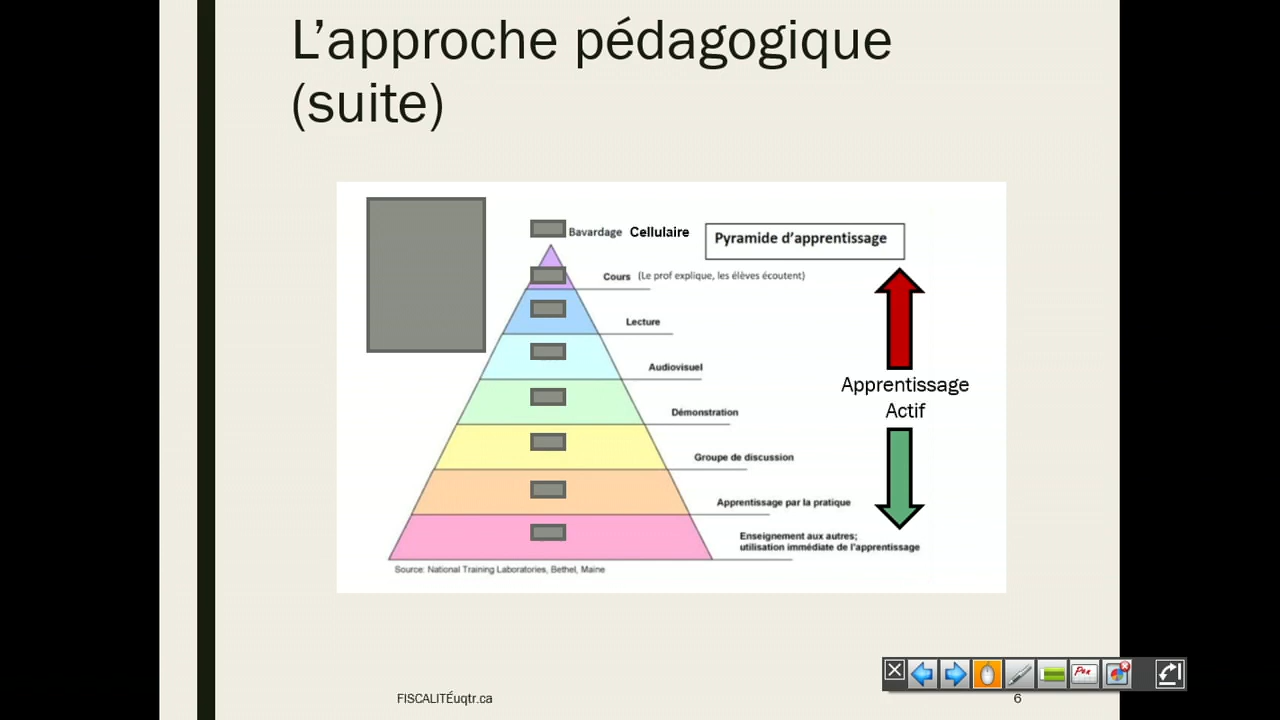 L'approche pédagogique
(suite)
Bavardage Cellulaire
Pyramide d'apprentissage
Cours (Le prof explique, les élèves écoutent)
Lecture
Audiovisuel
Apprentissage
Actif
Démonstration
Groupe de discussion
Apprentissage par la pratique
Enseignement aux autres;
utilisation immédiate de l'apprentissage
Source: National Training Laboratories, Bethel, Maine
Pen
FISCALITÉuqtr.ca
6